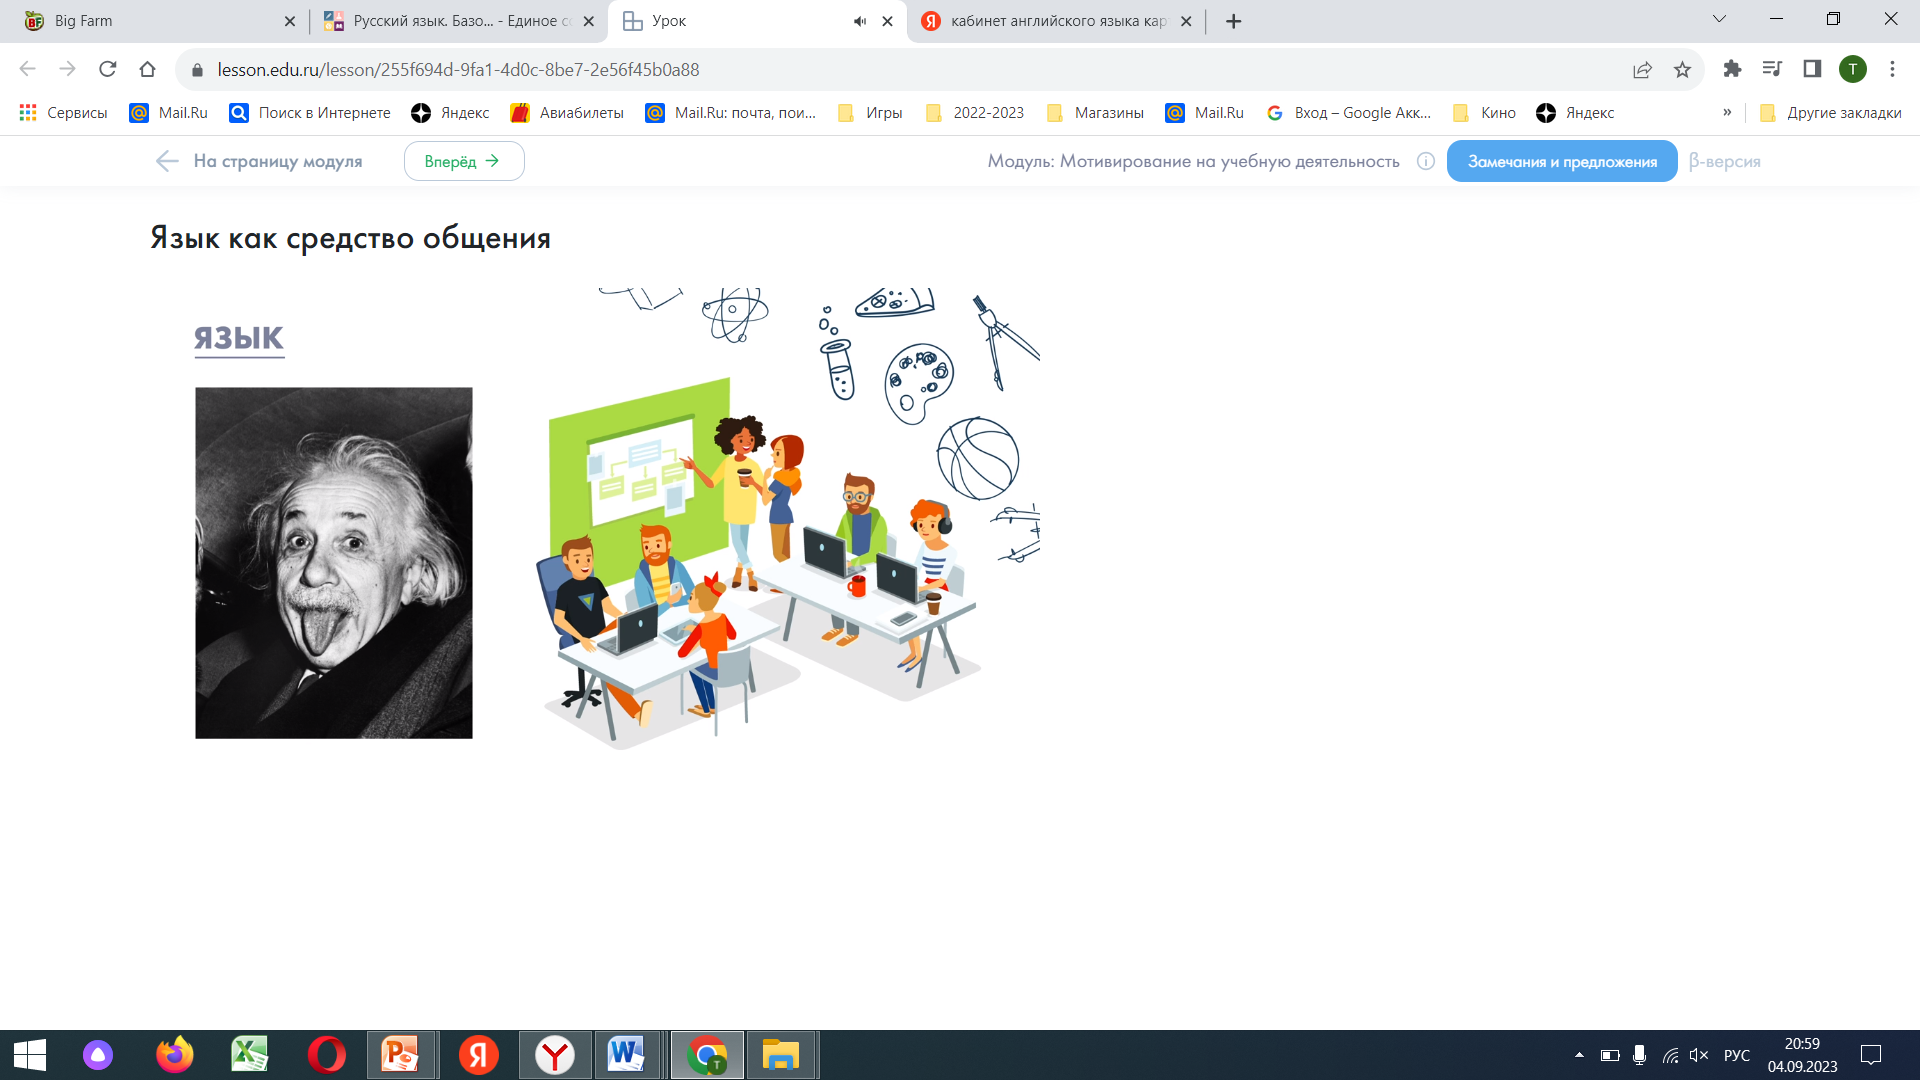 Big Farm
Русский язык. Базо... - Единое со
Урок
кабинет английского языка кар
lesson.edu.ru/lesson/255f694d-9fa1-4d0c-8be7-2e56f45b0a88
T
Сервисы
Mail.Ru
Поиск в Интернете
Яндекс
Авиабилеты
Mail.Ru: почта, пои...
Игры
2022-2023
Магазины
Mail.Ru
Вход – Google Акк...
Кино
Яндекс
»
Другие закладки
На страницу модуля
Вперёд
Модуль: Мотивирование на учебную деятельность
Замечания и предложения
β-версия
Язык как средство общения
ЯЗЫК
РУС
20:59
04.09.2023